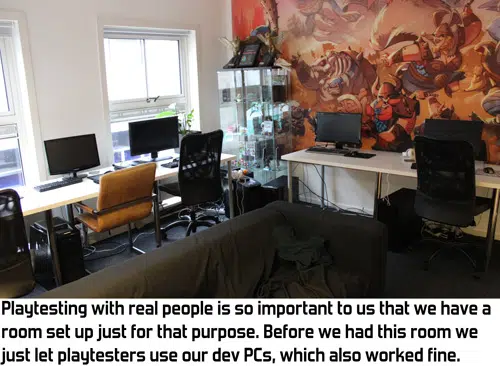 Playtesting with real people is so important to us that we have a
room set up just for that purpose. Before we had this room we
just let playtesters use our dev PCs, which also worked fine.